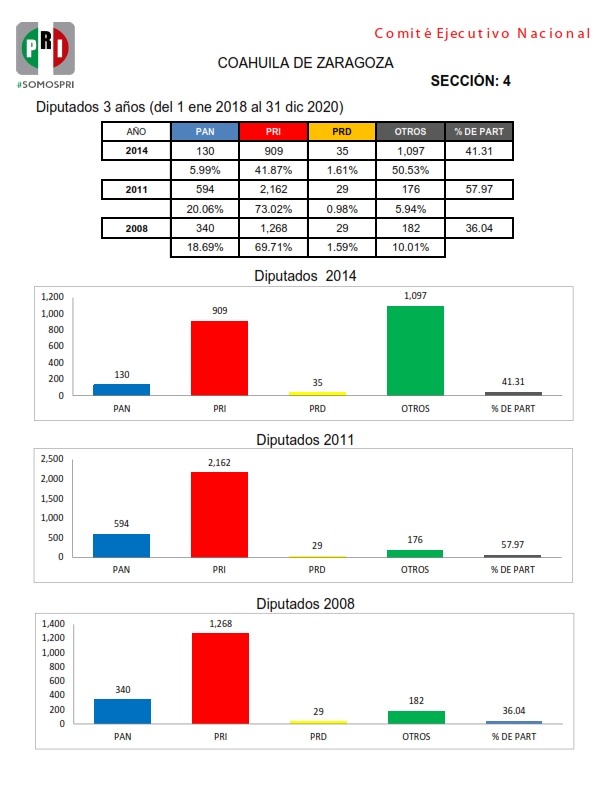 PRI
#SOMOSPRI
Comité Ejecutivo Nacional
COAHUILA DE ZARAGOZA
SECCIÓN: 4
Diputados 3 años (del 1 ene 2018 al 31 dic 2020)
AÑO PAN PRI PRD OTROS % DE PART
2014 130 909 35 1,097 41.31
5.99% 41.87% 1.61% 50.53%
2011 594 2,162 29 176 57.97
20.06% 73.02% 0.98% 5.94%
2008 340 1,268 29 182 36.04
18.69% 69.71% 1.59% 10.01%
Diputados 2014
1,200
1,000
800
600
400
200
0
130 909 35 1,097 41.31
PAN PRI PRD OTROS % DE PART
Diputados 2011
2,500
2,000
1,500
1,000
500
0
594 2,162 29 176 57.97
PAN PRI PRD OTROS % DE PART
Diputados 2008
1,400
1,200
1,000
800
600
400
200
0
340 1,268 29 182 36.04
PAN PRI PRD OTROS % DE PART